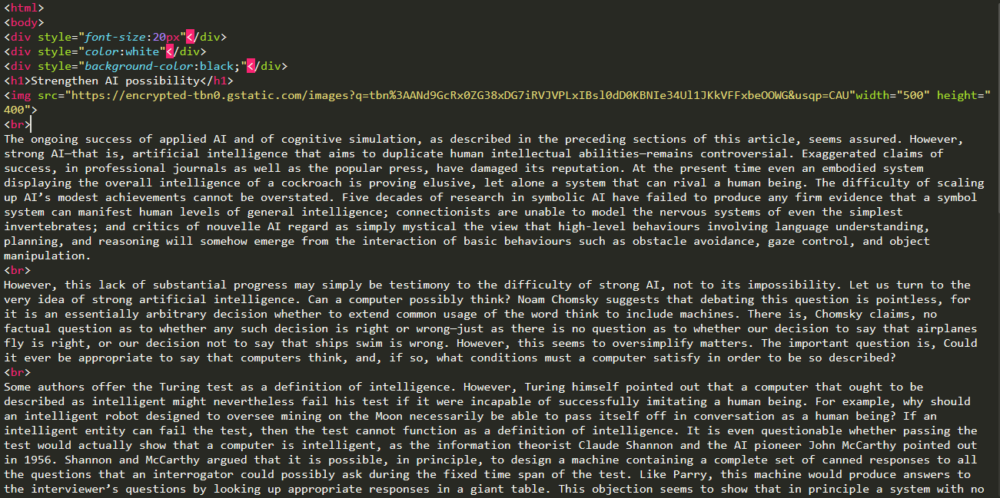 <html>
<body>
<div style="font-size:20px"</div>
<div style="color:white"</div>
<div style="background-color:black;"</div>
<h1>Strengthen AI possibility</h1>
<img src="https://encrypted-tbn0.gstatic.com/images?q=tbn%3AANd9GcRx0ZG38xDG7iRVJVPLxIBsl0dD0KBNIe34Ul1JKkVFFxbeOOWG&usqp=CAU"width="500" height="
400">
<br>
The ongoing success of applied AI and of cognitive simulation, as described in the preceding sections of this article, seems assured. However,
strong AI—that is, artificial intelligence that aims to duplicate human intellectual abilities—remains controversial. Exaggerated claims of
success, in professional journals as well as the popular press, have damaged its reputation. At the present time even an embodied system
displaying the overall intelligence of a cockroach is proving elusive, let alone a system that can rival a human being. The difficulty of scaling
up AI’s modest achievements cannot be overstated. Five decades of research in symbolic AI have failed to produce any firm evidence that a symbol
system can manifest human levels of general intelligence; connectionists are unable to model the nervous systems of even the simplest
invertebrates; and critics of nouvelle AI regard as simply mystical the view that high-level behaviours involving language understanding,
planning, and reasoning will somehow emerge from the interaction of basic behaviours such as obstacle avoidance, gaze control, and object
manipulation.
<br>
However, this lack of substantial progress may simply be testimony to the difficulty of strong AI, not to its impossibility. Let us turn to the
very idea of strong artificial intelligence. Can a computer possibly think? Noam Chomsky suggests that debating this question is pointless, for
it is an essentially arbitrary decision whether to extend common usage of the word think to include machines. There is, Chomsky claims, no
factual question as to whether any such decision is right or wrong—just as there is no question as to whether our decision to say that airplanes
fly is right, or our decision not to say that ships swim is wrong. However, this seems to oversimplify matters. The important question is, Could
it ever be appropriate to say that computers think, and, if so, what conditions must a computer satisfy in order to be so described?
<br>
Some authors offer the Turing test as a definition of intelligence. However, Turing himself pointed out that a computer that ought to be
described as intelligent might nevertheless fail his test if it were incapable of successfully imitating a human being. For example, why should
an intelligent robot designed to oversee mining on the Moon necessarily be able to pass itself off in conversation as a human being? If an
intelligent entity can fail the test, then the test cannot function as a definition of intelligence. It is even questionable whether passing the
test would actually show that a computer is intelligent, as the information theorist Claude Shannon and the AI pioneer John McCarthy pointed out
in 1956. Shannon and McCarthy argued that it is possible, in principle, to design a machine containing a complete set of canned responses to all
the questions that an interrogator could possibly ask during the fixed time span of the test. Like Parry, this machine would produce answers to
the interviewer’s questions by looking up appropriate responses in a giant table. This objection seems to show that in principle a system with no